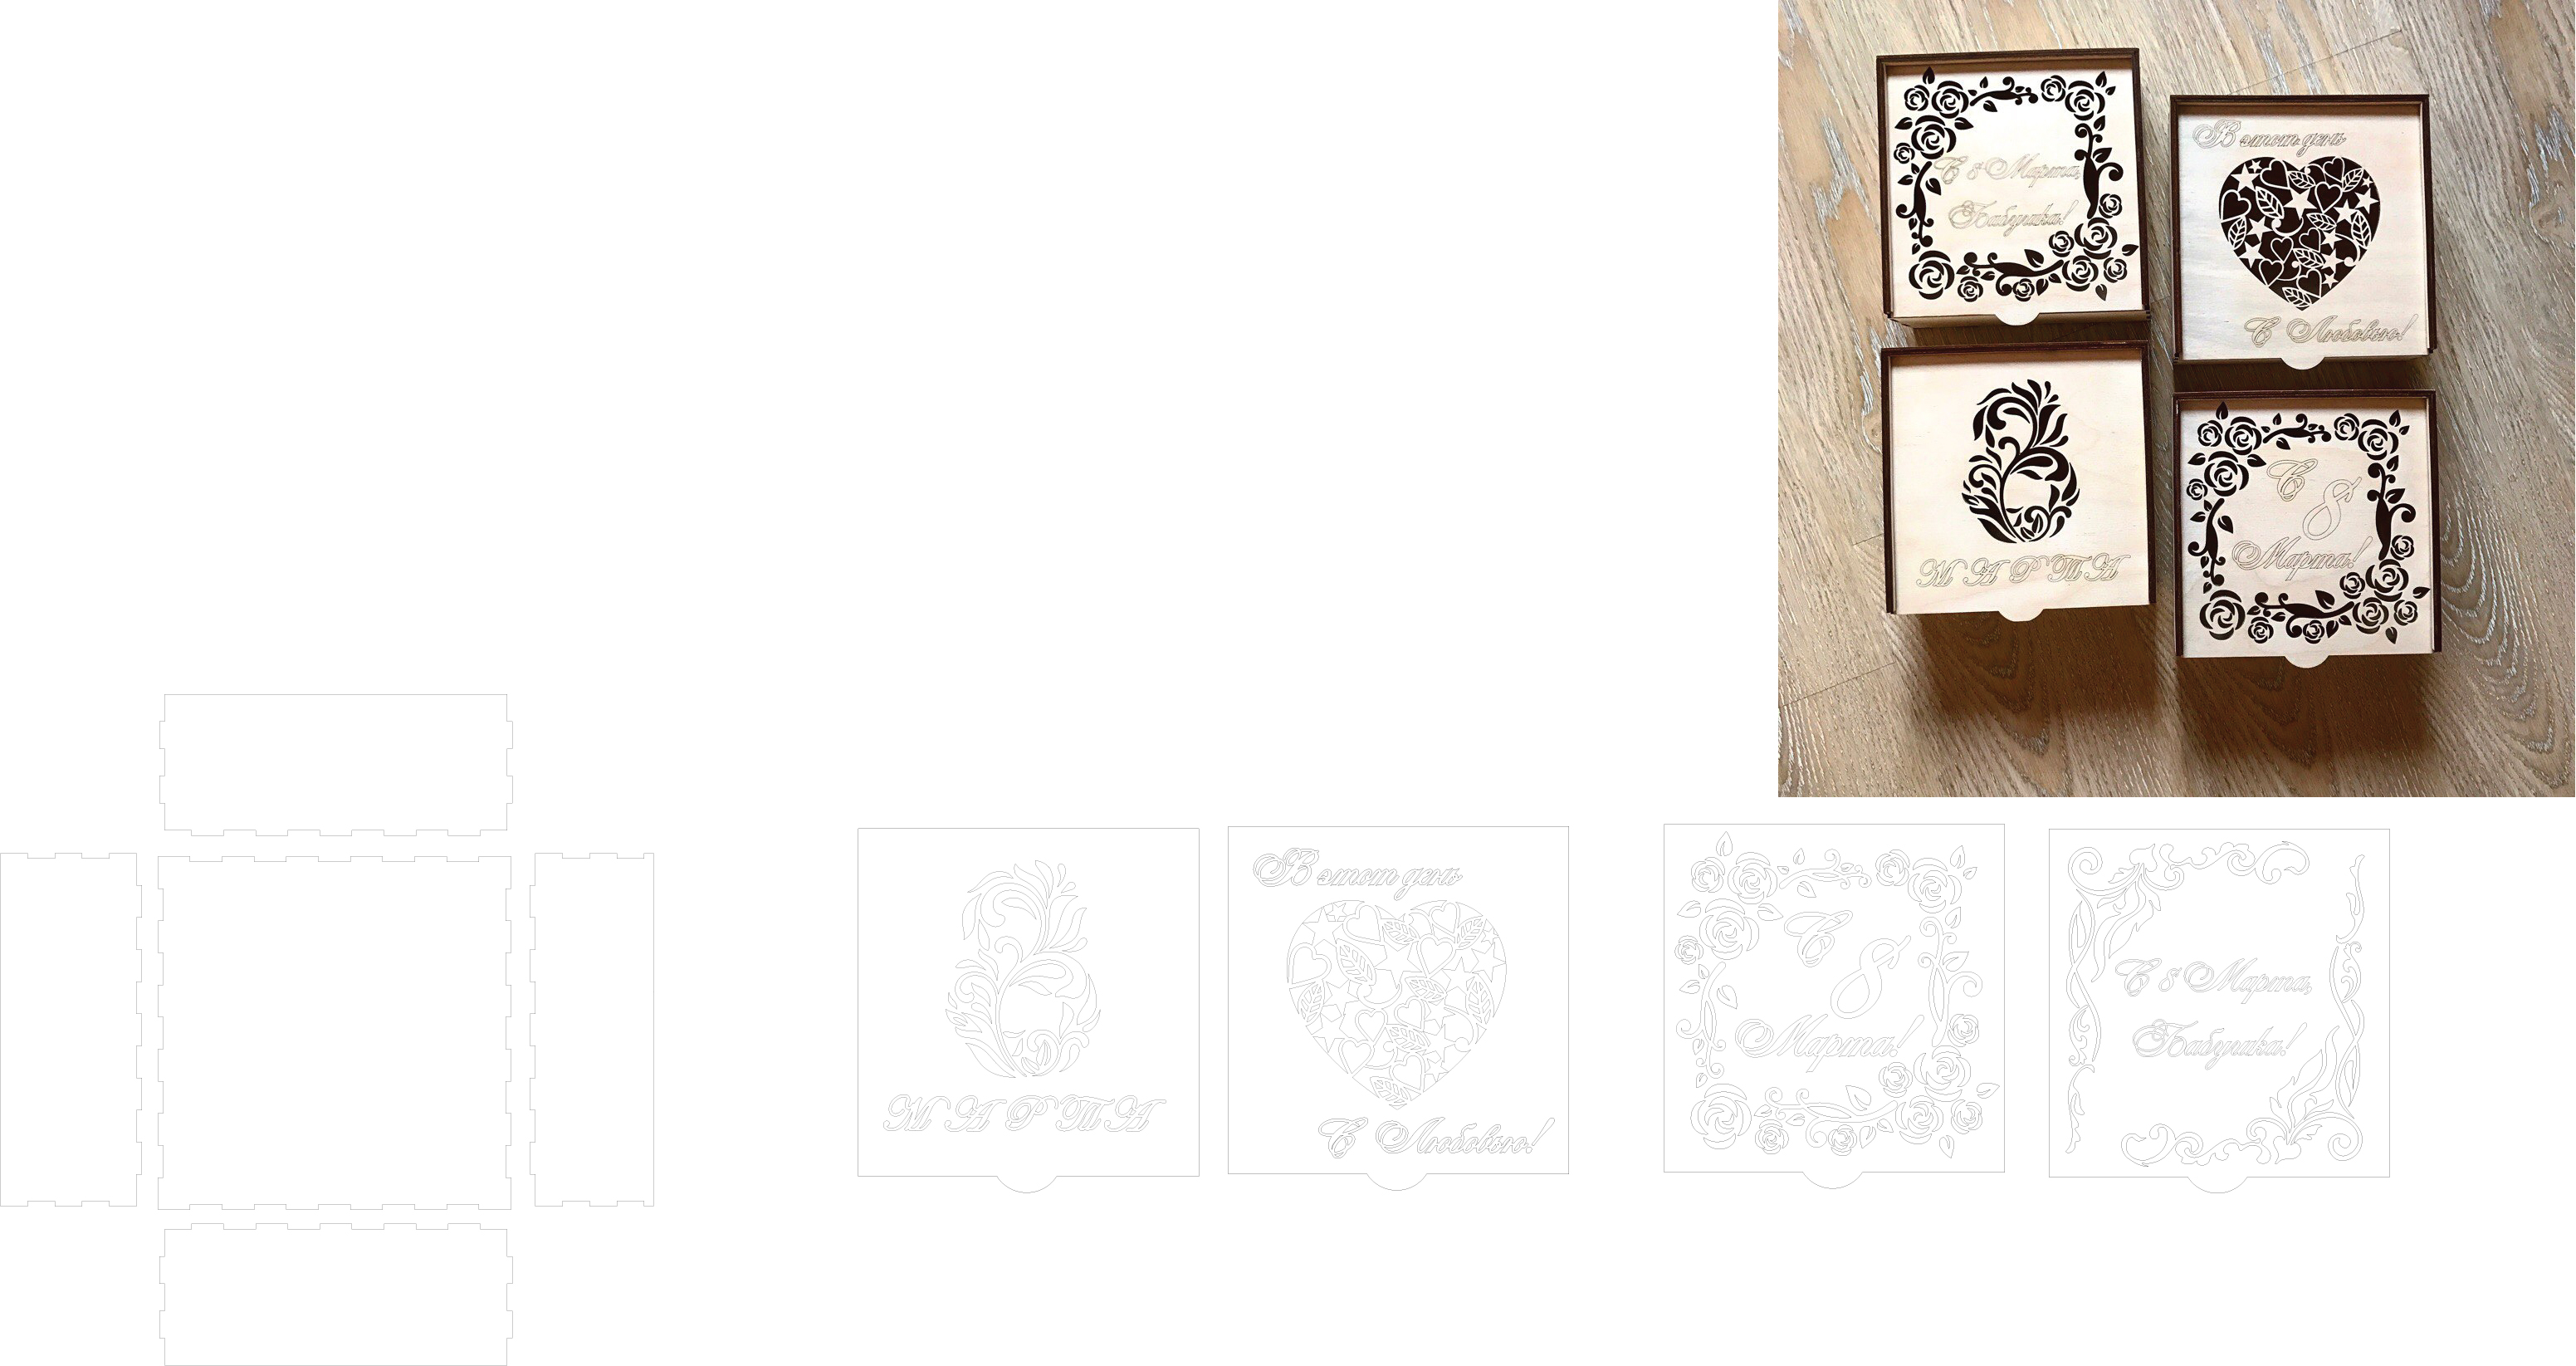 С 8 Марта,
Бабушка!
В этот день
С Любовью!
МАРТА
С
8
Марта!
МАРТА
В этот день
С Любовью!
С
8
Марта!
С 8 Марта,
Бабушка!